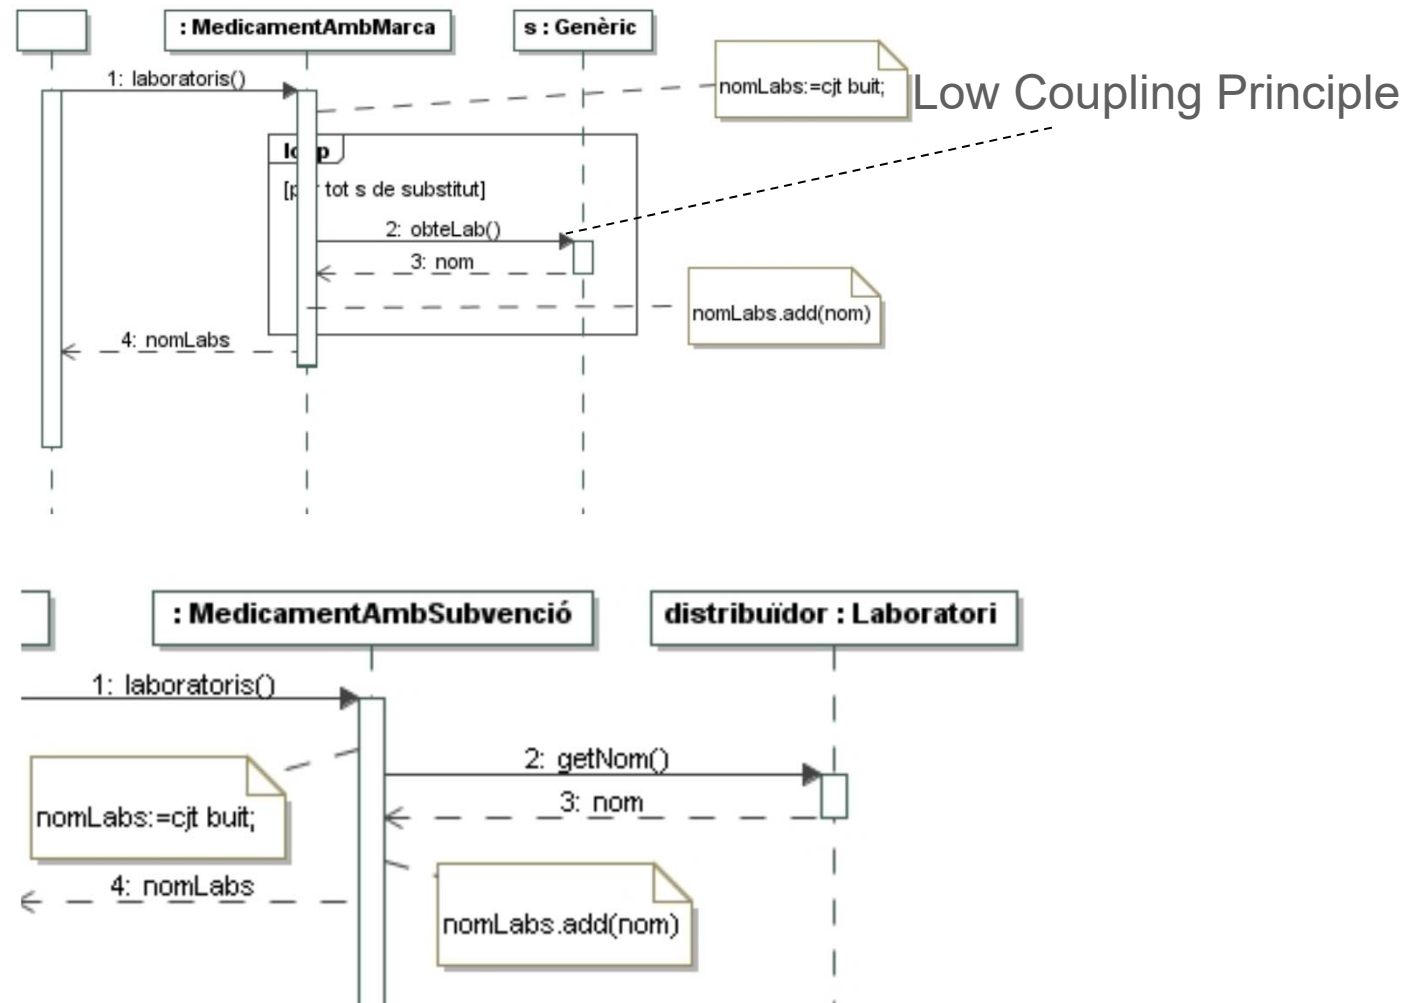 : MedicamentAmbMarca
s : Genèric
1: laboratoris()
nomLabs:=cjt buit;
Low Coupling Principle
loop
[per tot s de substitut]
2: obteLab()
3: nom
nomLabs.add(nom)
4: nomLabs
: MedicamentAmbSubvenció
distribuïdor : Laboratori
1: laboratoris()
2: getNom()
3: nom
nomLabs:=cjt buit;
4: nomLabs
nomLabs.add(nom)